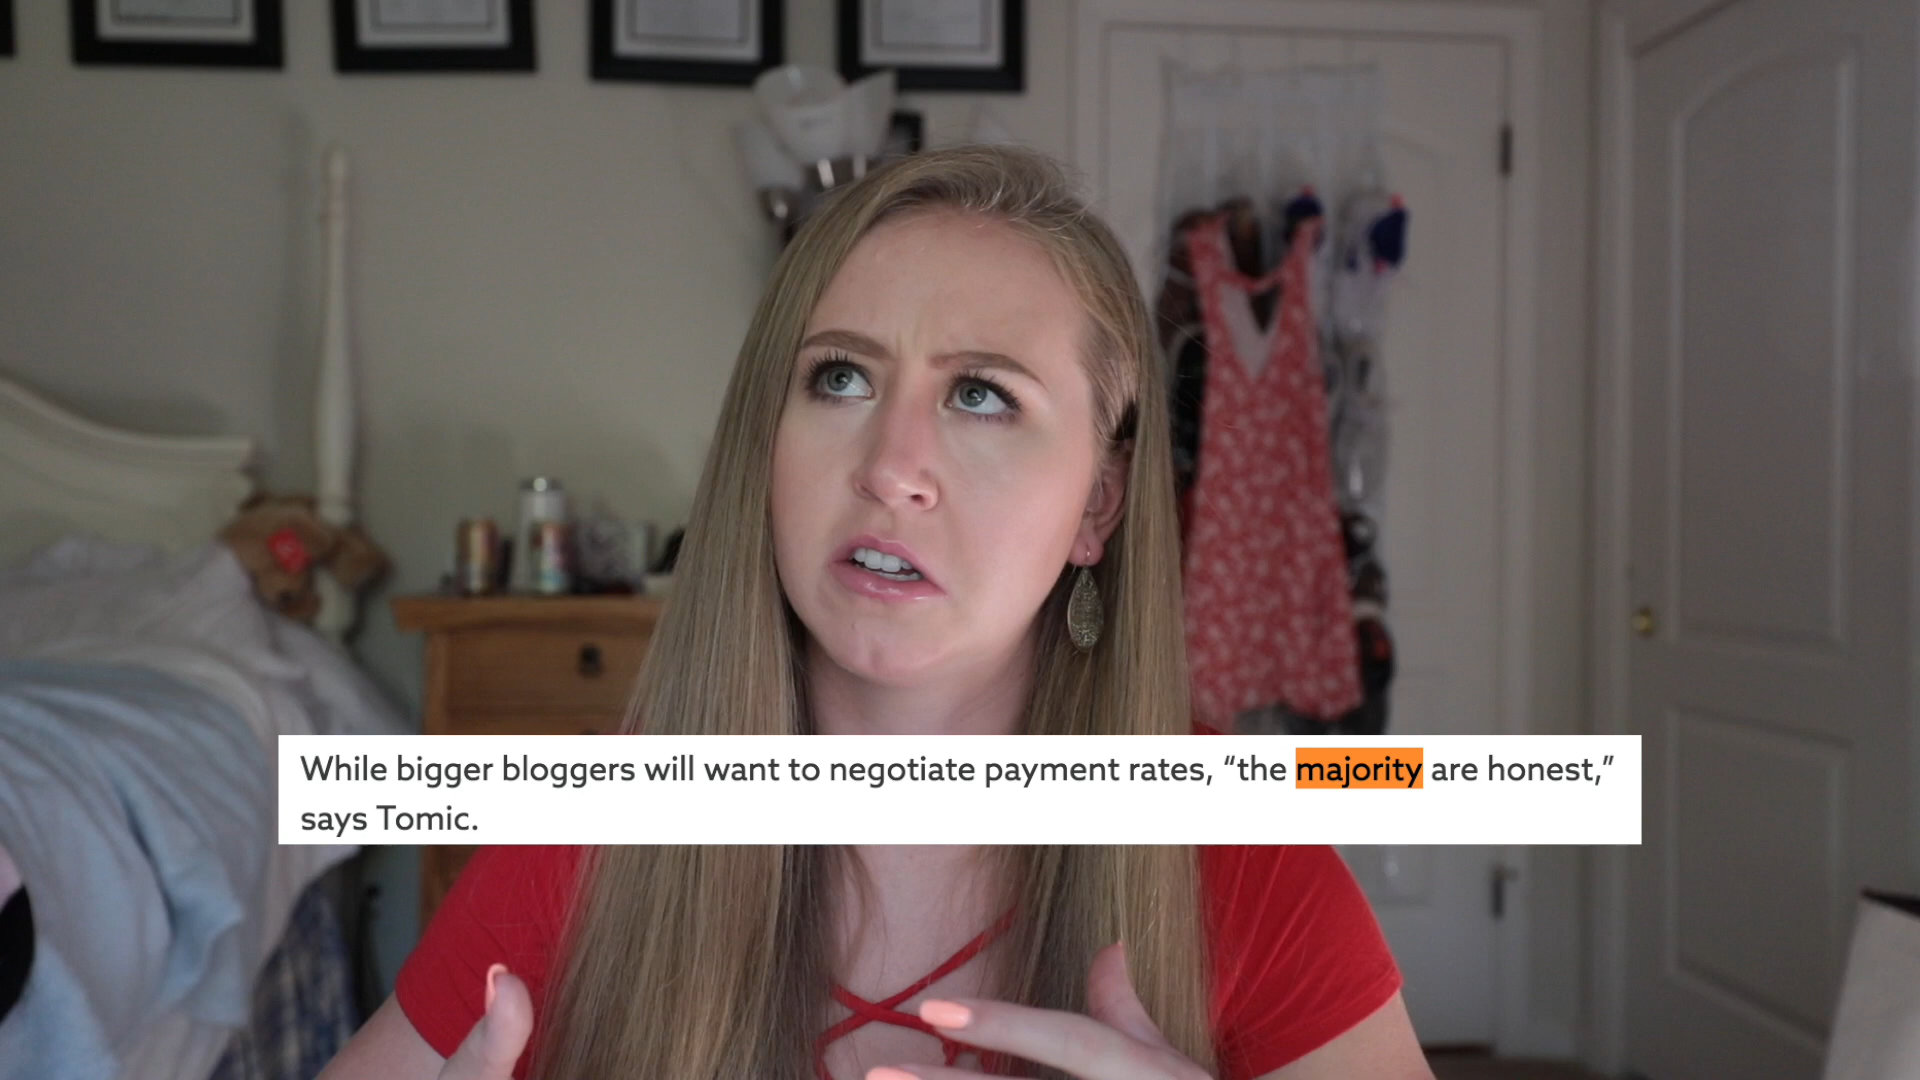 While bigger bloggers will want to negotiate payment rates, “the majority are honest,”
says Tomic.